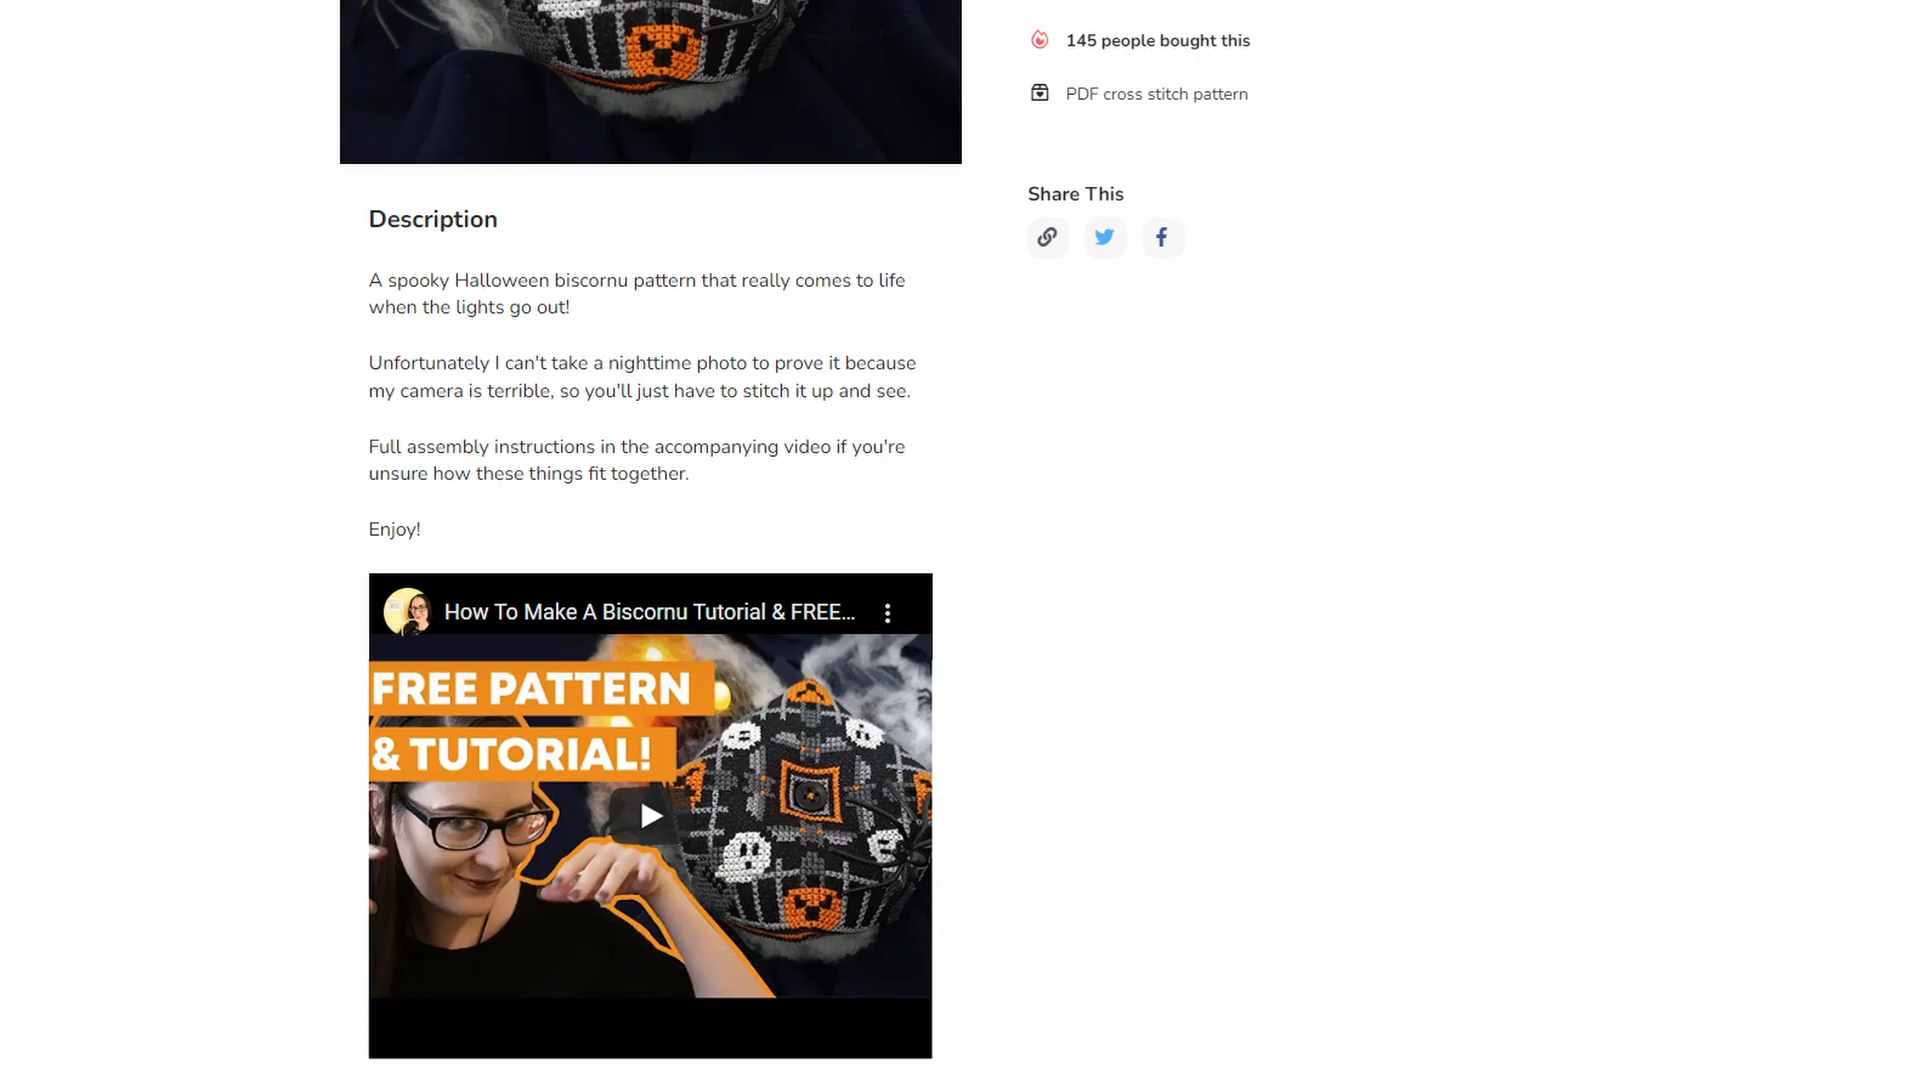 145 people bought this
PDF cross stitch pattern
Share This
Description
A spooky Halloween biscornu pattern that really comes to life
when the lights go out!
Unfortunately I can't take a nighttime photo to prove it because
my camera is terrible, so you'll just have to stitch it up and see.
Full assembly instructions in the accompanying video if you're
unsure how these things fit together.
Enjoy!
How To Make A Biscornu Tutorial & FREE...
FREE PATTERN
& TUTORIAL!